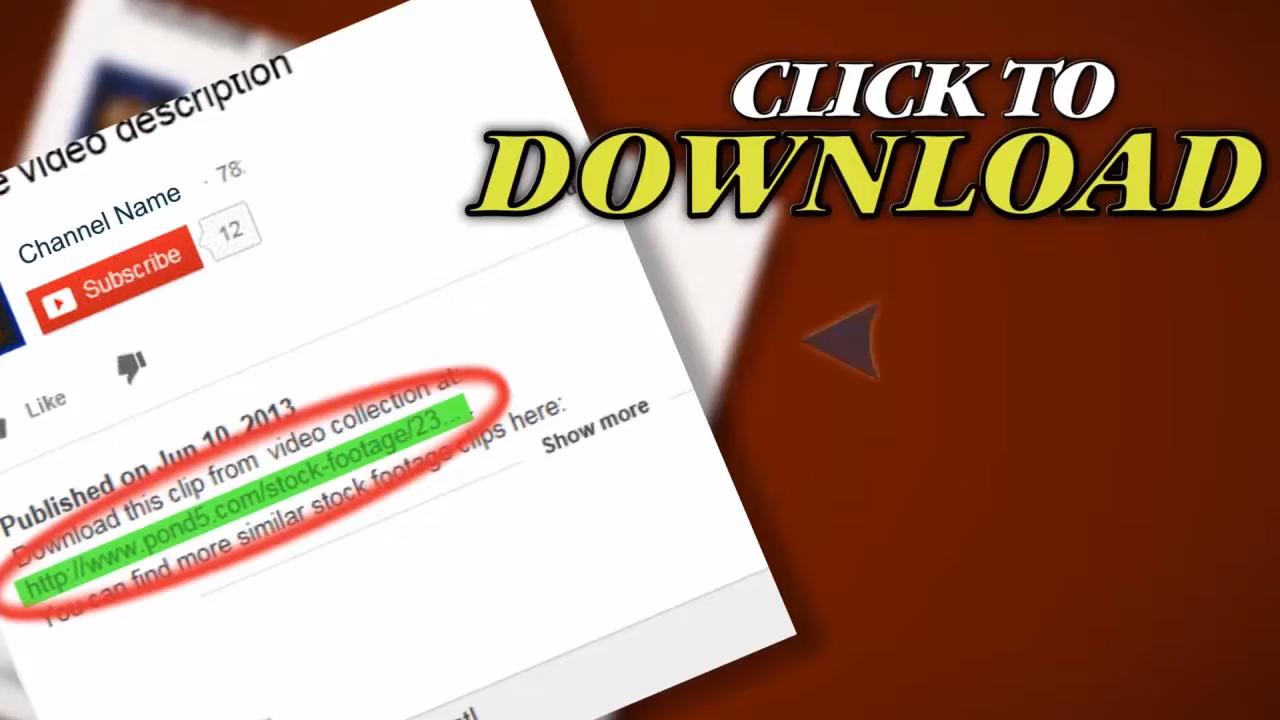 CLICK TO
DOWNLOAD
video description
Channel Name
78
Subscribe
12
Like
Published on Jun 10, 2013
Download this clip from video collection at:
http://www.pond5.com/stock-footage/23...
You can find more similar stock footage clips here:
Show more